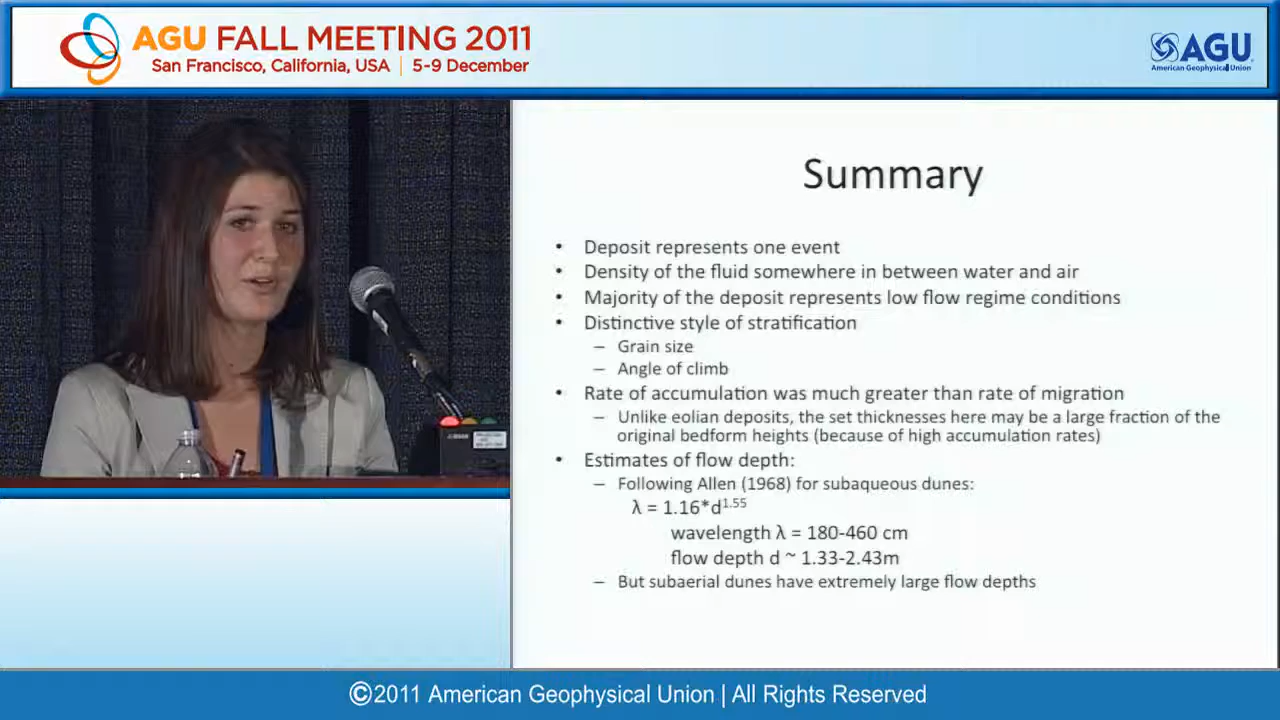 AGU FALL MEETING 2011
San Francisco, California, USA | 5-9 December
AGU
American Geophysical Union
Summary
• Deposit represents one event
• Density of the fluid somewhere in between water and air
• Majority of the deposit represents low flow regime conditions
• Distinctive style of stratification
– Grain size
– Angle of climb
• Rate of accumulation was much greater than rate of migration
– Unlike eolian deposits, the set thicknesses here may be a large fraction of the
original bedform heights (because of high accumulation rates)
• Estimates of flow depth:
– Following Allen (1968) for subaqueous dunes:
λ = 1.16*d^1.55
wavelength λ = 180-460 cm
flow depth d ~ 1.33-2.43m
– But subaerial dunes have extremely large flow depths
©2011 American Geophysical Union | All Rights Reserved